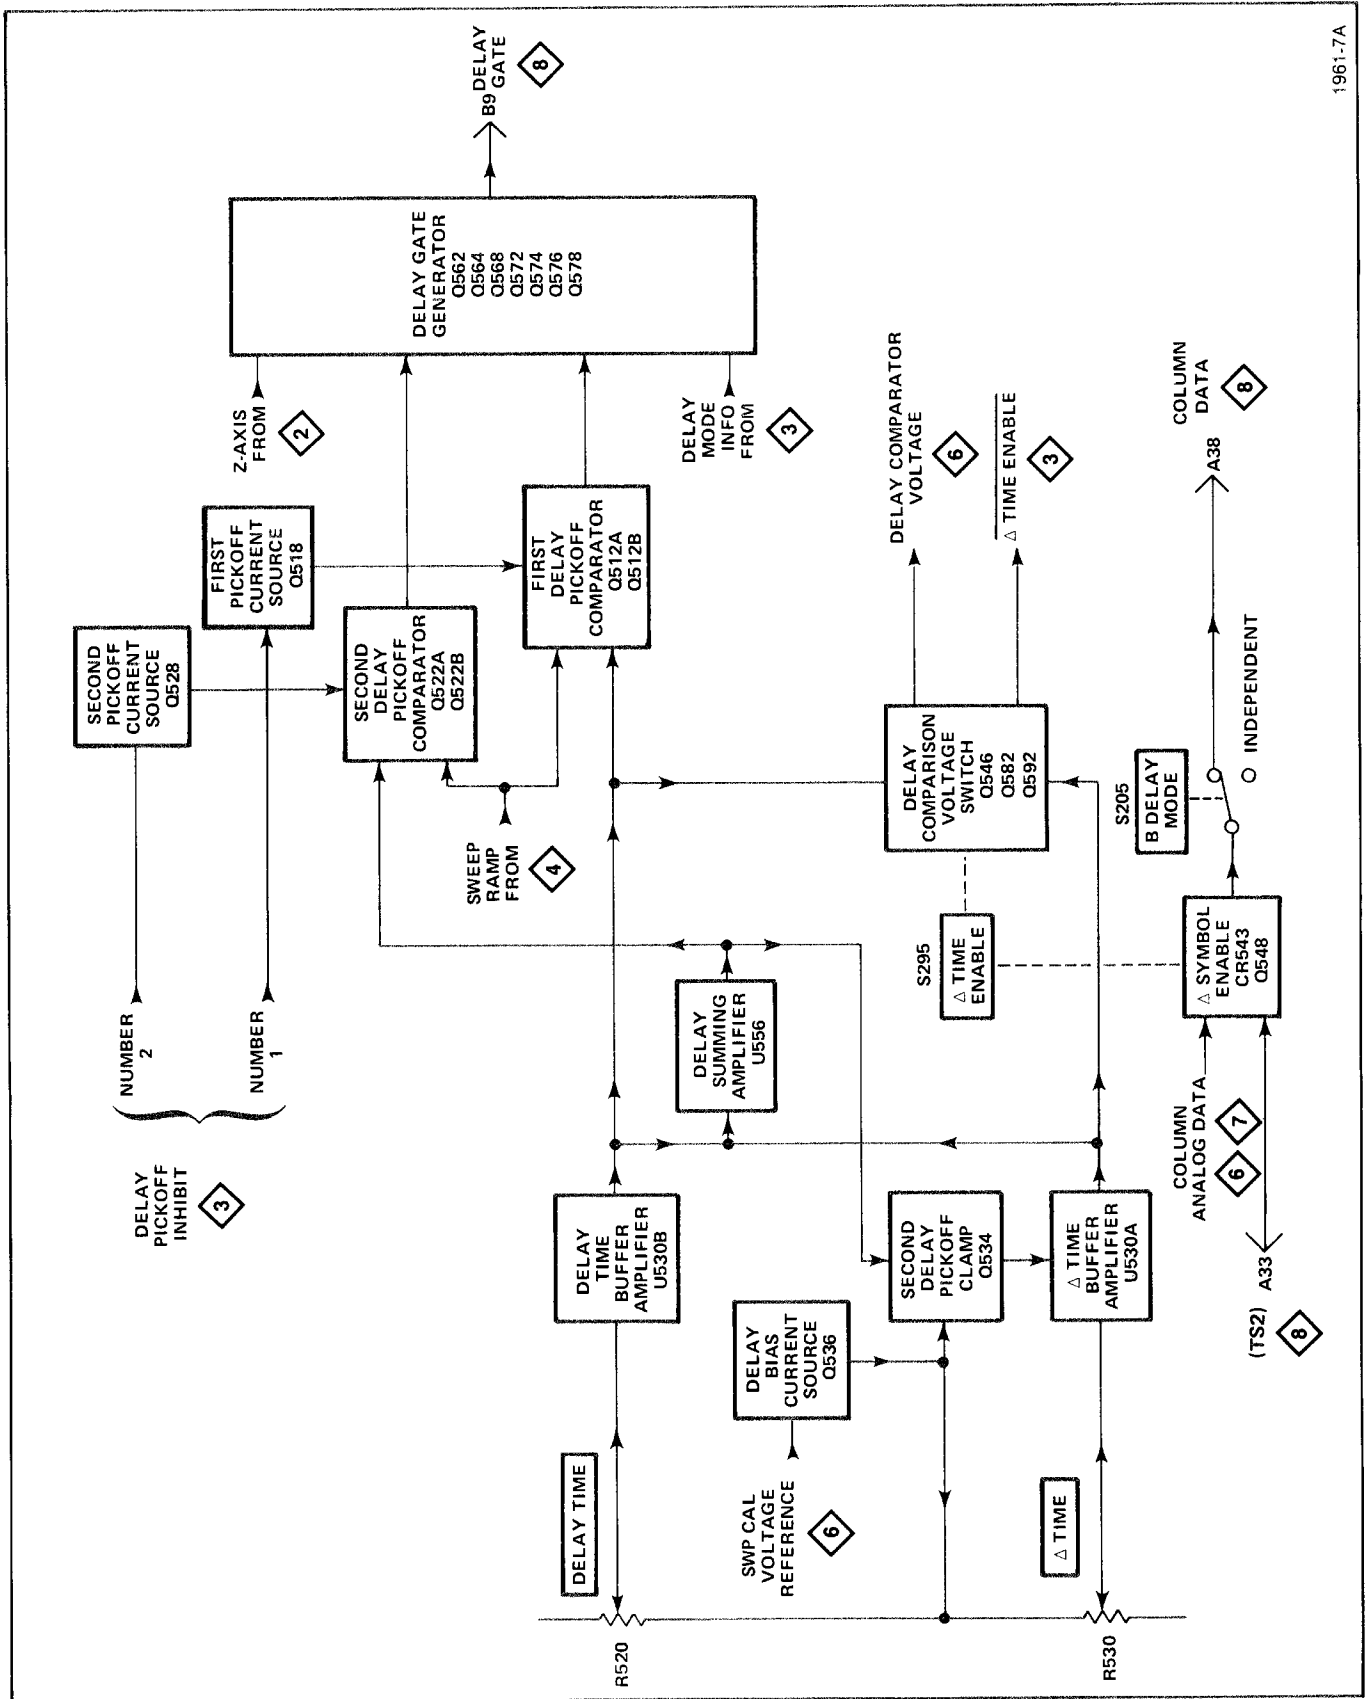 DELAY
PICKOFF
INHIBIT
3
NUMBER
2
NUMBER
1
SECOND
PICKOFF
CURRENT
SOURCE
Q528
FIRST
PICKOFF
CURRENT
SOURCE
Q518
Z-AXIS
FROM
2
DELAY GATE
GENERATOR
Q562
Q564
Q568
Q572
Q574
Q576
Q578
B9 DELAY
GATE
8
SECOND
DELAY
PICKOFF
COMPARATOR
Q522A
Q522B
FIRST
DELAY
PICKOFF
COMPARATOR
Q512A
Q512B
DELAY
MODE
INFO
FROM
3
SWEEP
RAMP
FROM
4
R520
DELAY TIME
DELAY
TIME
BUFFER
AMPLIFIER
U530B
DELAY
SUMMING
AMPLIFIER
U556
SWP CAL
VOLTAGE
REFERENCE
6
DELAY
BIAS
CURRENT
SOURCE
Q536
SECOND
DELAY
PICKOFF
CLAMP
Q534
S295
△ TIME
ENABLE
DELAY
COMPARISON
VOLTAGE
SWITCH
Q546
Q582
Q592
DELAY COMPARATOR
VOLTAGE
6
△ TIME ENABLE
3
R530
△ TIME
△ TIME
BUFFER
AMPLIFIER
U530A
COLUMN
ANALOG DATA
6
7
(TS2) A33
8
△ SYMBOL
ENABLE
CR543
Q548
S205
B DELAY
MODE
INDEPENDENT
A38
COLUMN
DATA
8
1961-7A